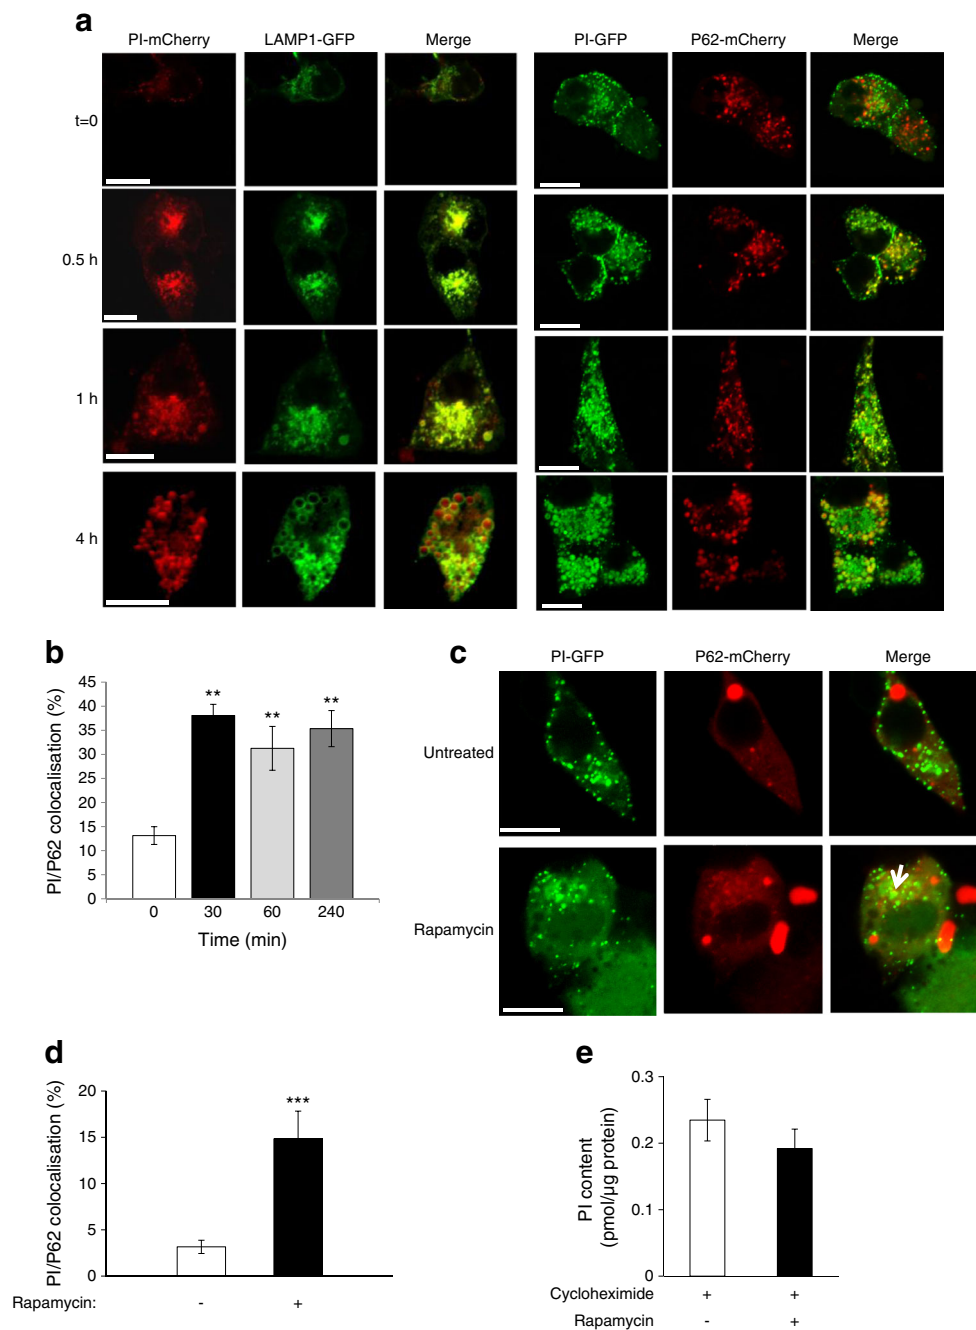 a
PI-mCherry LAMP1-GFP Merge PI-GFP P62-mCherry Merge
t=0
0.5 h
1 h
4 h
b
PI/P62 colocalisation (%)
45
40
35
30
25
20
15
10
5
0
** ** **
0 30 60 240
Time (min)
c
PI-GFP P62-mCherry Merge
Untreated
Rapamycin
d
PI/P62 colocalisation (%)
20
15
10
5
0
***
Rapamycin: - +
e
PI content
(pmol/µg protein)
0.3
0.2
0.1
0
Cycloheximide + +
Rapamycin - +